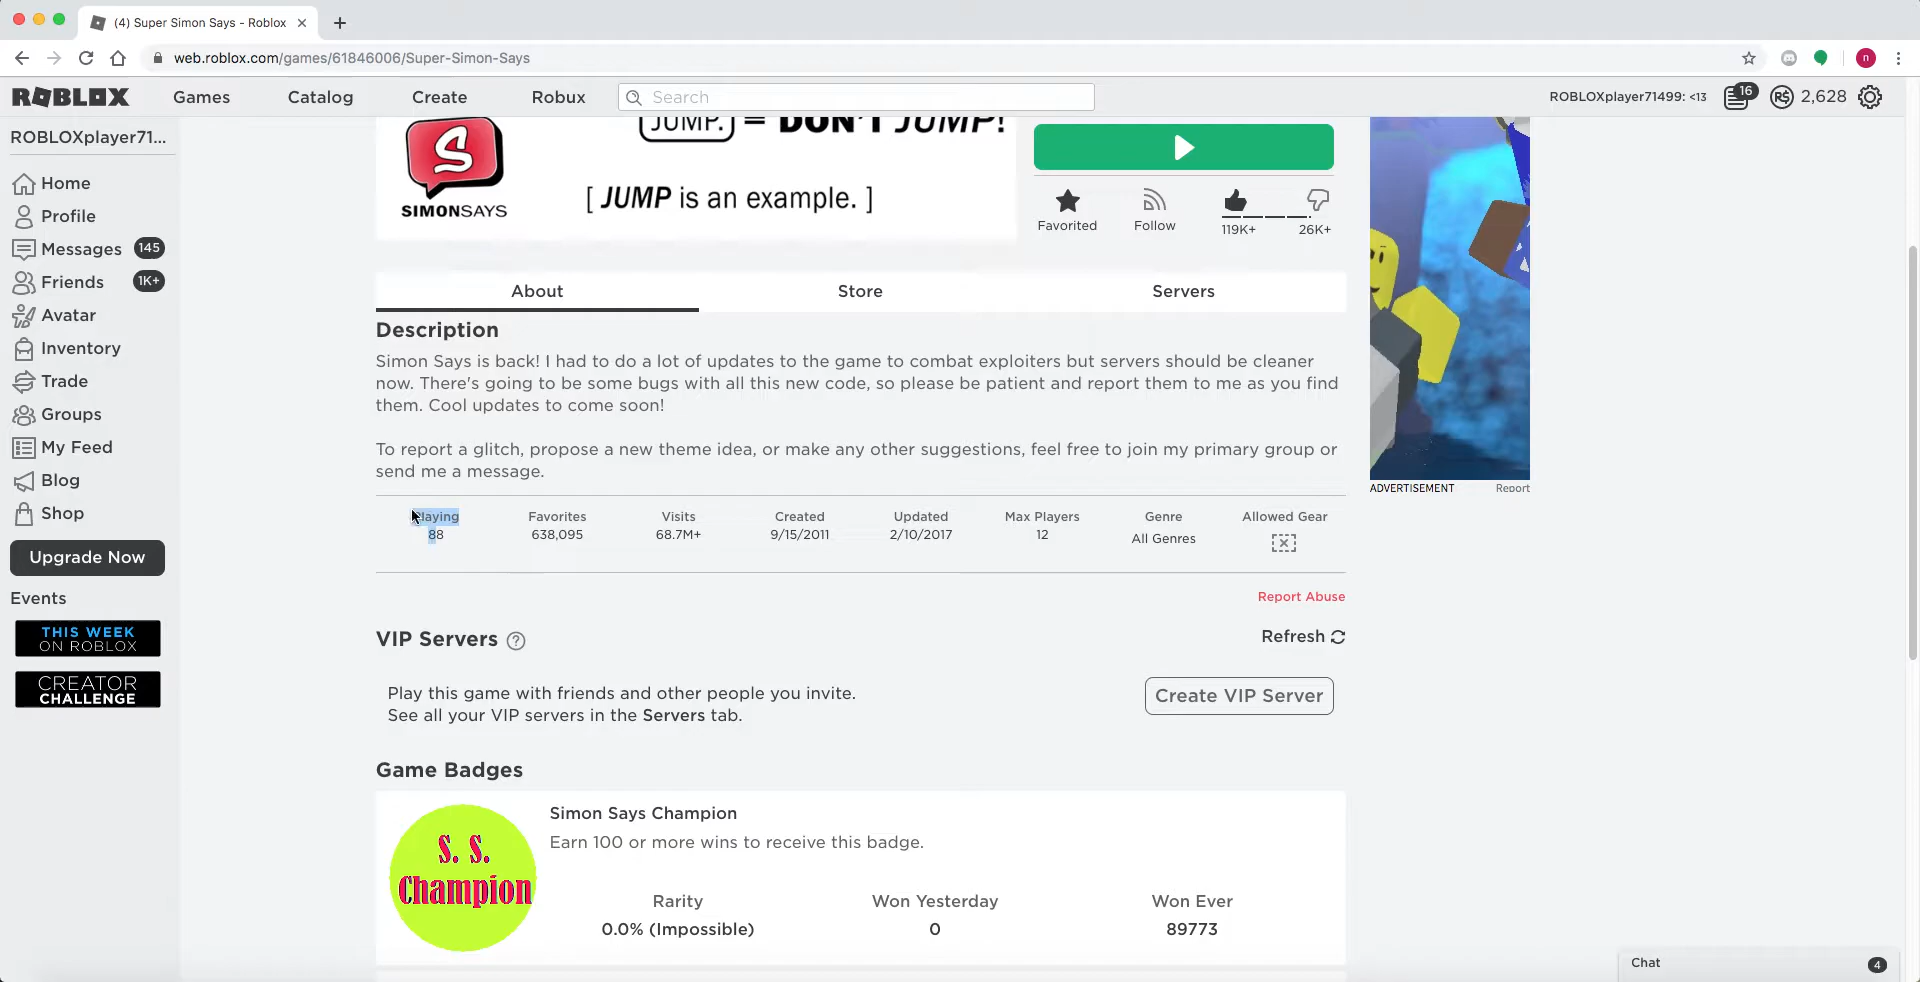 (4) Super Simon Says - Roblox
web.roblox.com/games/61846006/Super-Simon-Says
n
ROBLOX
Games
Catalog
Create
Robux
Search
ROBLOXplayer71499: <13
16
2,628
ROBLOXplayer71...
Home
Profile
Messages 145
Friends 1K+
Avatar
Inventory
Trade
Groups
My Feed
Blog
Shop
Upgrade Now
Events
THIS WEEK
ON ROBLOX
CREATOR
CHALLENGE
S
SIMONSAYS
JUMP. = DON'T JUMP!
[ JUMP is an example. ]
Favorited
Follow
119K+
26K+
About
Store
Servers
Description
Simon Says is back! I had to do a lot of updates to the game to combat exploiters but servers should be cleaner
now. There's going to be some bugs with all this new code, so please be patient and report them to me as you find
them. Cool updates to come soon!
To report a glitch, propose a new theme idea, or make any other suggestions, feel free to join my primary group or
send me a message.
Playing
88
Favorites
638,095
Visits
68.7M+
Created
9/15/2011
Updated
2/10/2017
Max Players
12
Genre
All Genres
Allowed Gear
Report Abuse
VIP Servers ?
Refresh
Play this game with friends and other people you invite.
See all your VIP servers in the Servers tab.
Create VIP Server
Game Badges
S. S.
Champion
Simon Says Champion
Earn 100 or more wins to receive this badge.
Rarity
0.0% (Impossible)
Won Yesterday
0
Won Ever
89773
ADVERTISEMENT
Report
Chat
4